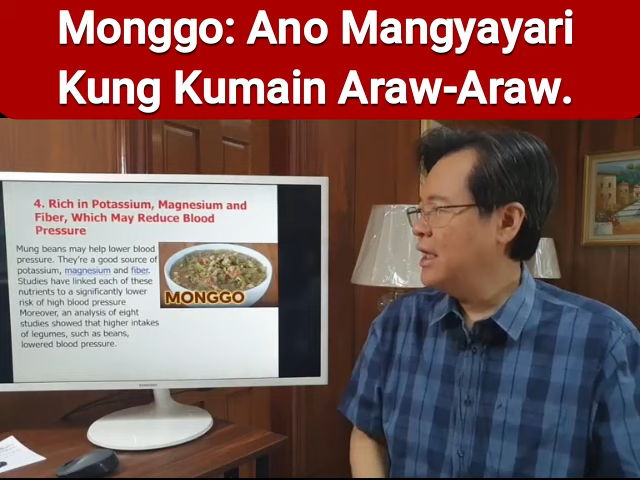 Monggo: Ano Mangyayari
Kung Kumain Araw-Araw.
4. Rich in Potassium, Magnesium and
Fiber, Which May Reduce Blood
Pressure
Mung beans may help lower blood
pressure. They're a good source of
potassium, magnesium and fiber.
Studies have linked each of these
nutrients to a significantly lower
risk of high blood pressure
Moreover, an analysis of eight
studies showed that higher intakes
of legumes, such as beans,
lowered blood pressure.
MONGGO